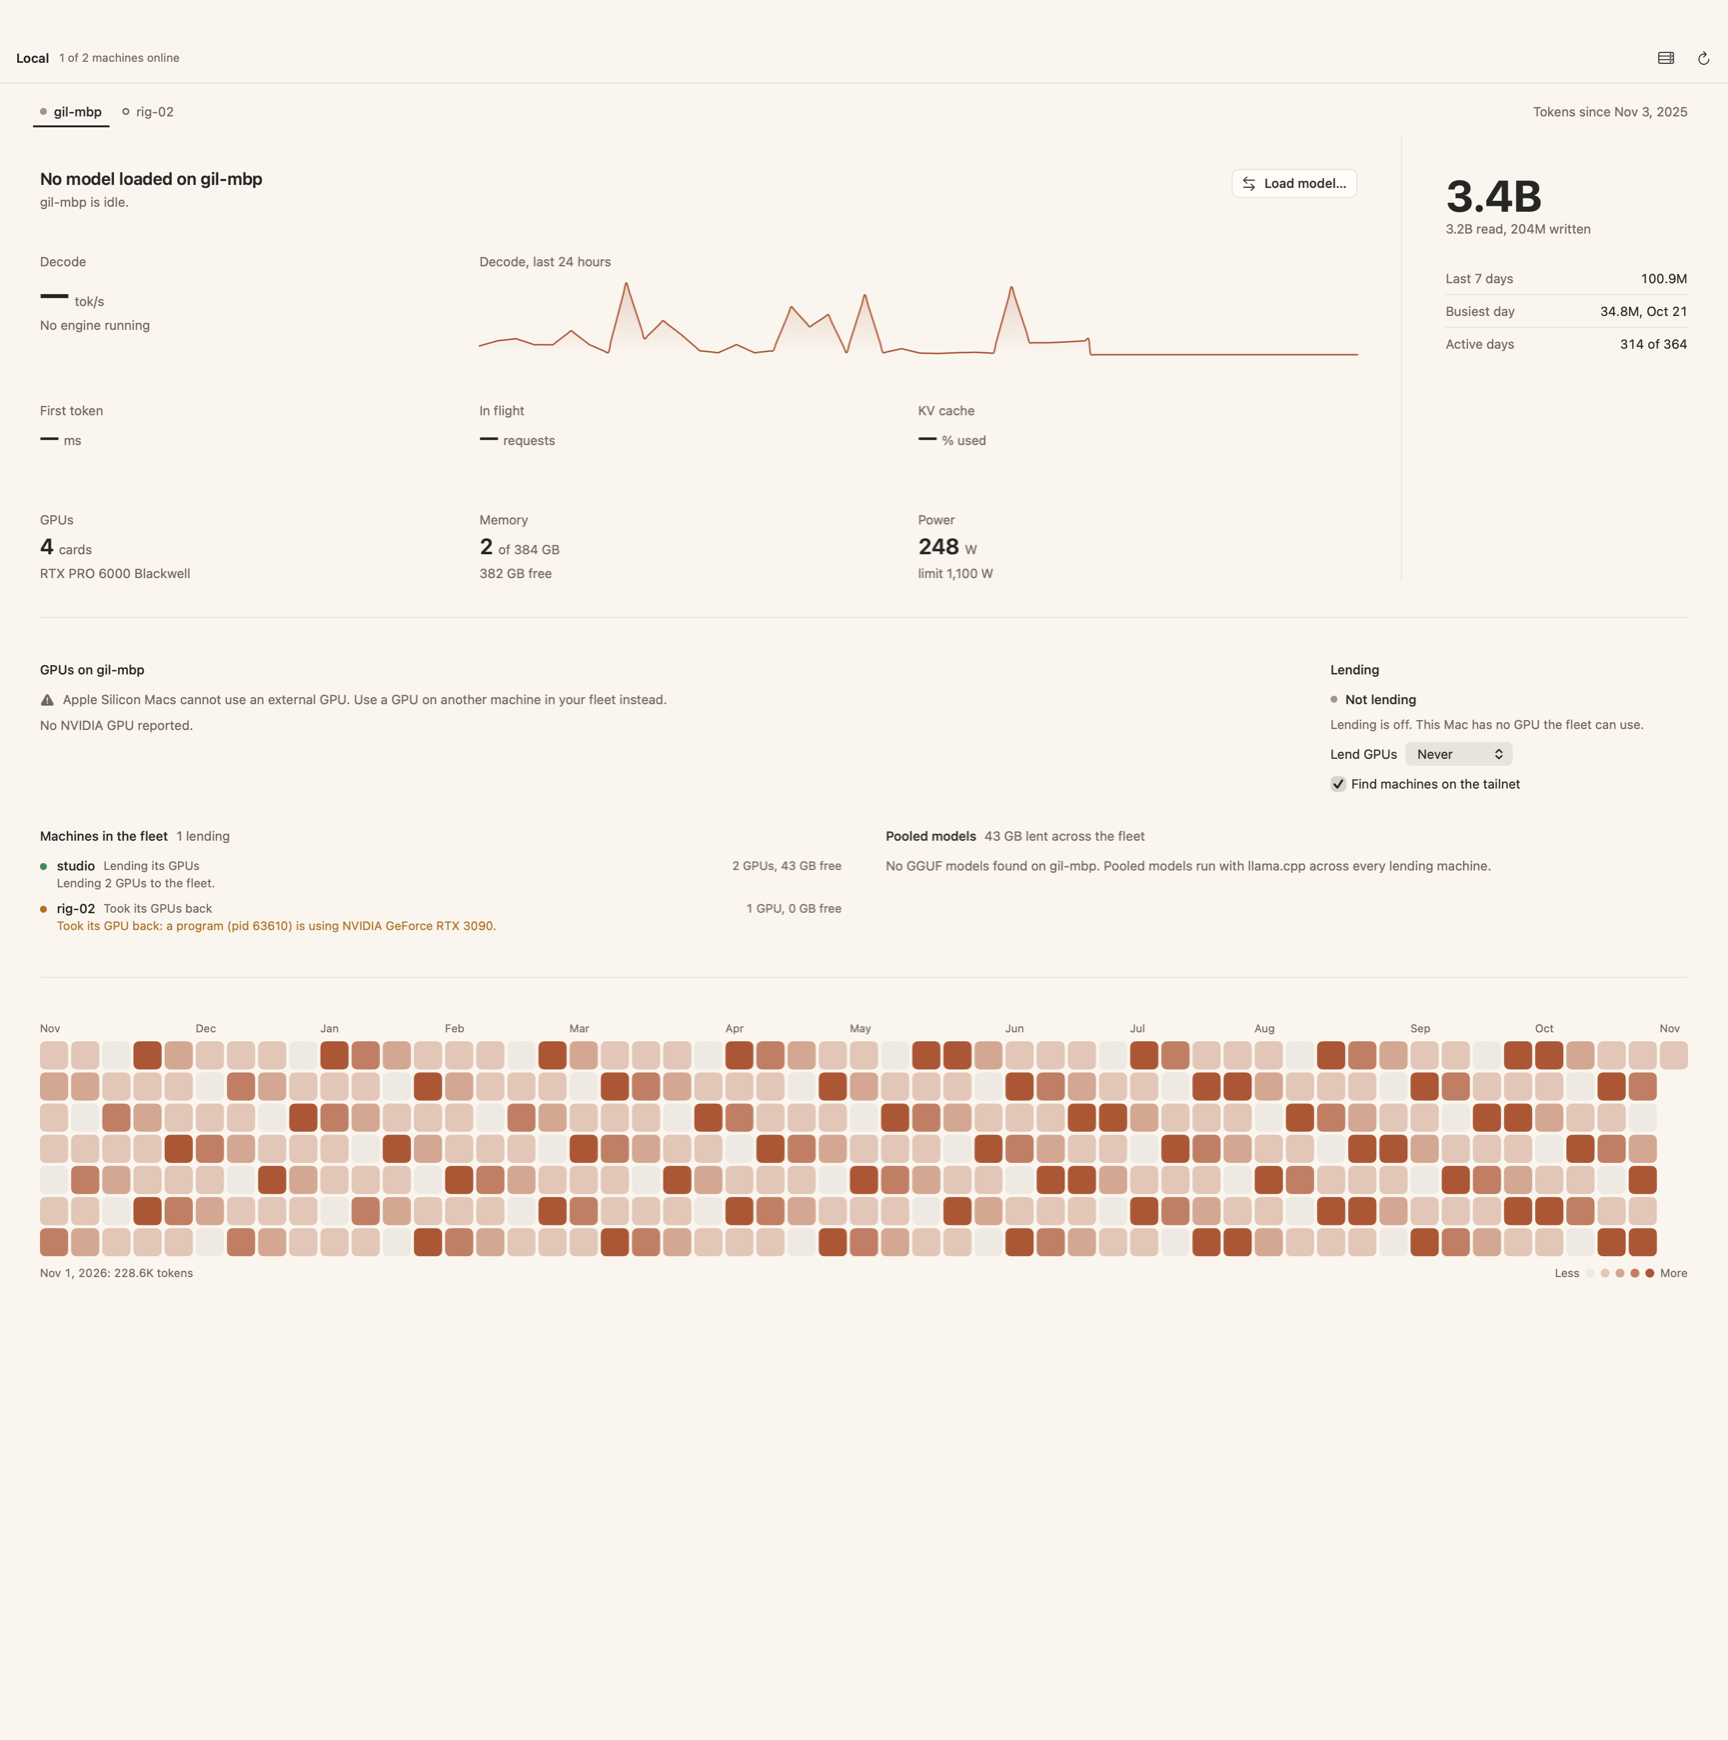 Local 1 of 2 machines online
gil-mbp rig-02 Tokens since Nov 3, 2025
No model loaded on gil-mbp
gil-mbp is idle.
Load model...
3.4B
3.2B read, 204M written
Last 7 days 100.9M
Busiest day 34.8M, Oct 21
Active days 314 of 364
Decode
— tok/s
No engine running
Decode, last 24 hours
First token
— ms
In flight
— requests
KV cache
— % used
GPUs
4 cards
RTX PRO 6000 Blackwell
Memory
2 of 384 GB
382 GB free
Power
248 W
limit 1,100 W
GPUs on gil-mbp
Apple Silicon Macs cannot use an external GPU. Use a GPU on another machine in your fleet instead.
No NVIDIA GPU reported.
Lending
Not lending
Lending is off. This Mac has no GPU the fleet can use.
Lend GPUs Never
Find machines on the tailnet
Machines in the fleet 1 lending
studio Lending its GPUs 2 GPUs, 43 GB free
Lending 2 GPUs to the fleet.
rig-02 Took its GPUs back 1 GPU, 0 GB free
Took its GPU back: a program (pid 63610) is using NVIDIA GeForce RTX 3090.
Pooled models 43 GB lent across the fleet
No GGUF models found on gil-mbp. Pooled models run with llama.cpp across every lending machine.
Nov Dec Jan Feb Mar Apr May Jun Jul Aug Sep Oct Nov
Nov 1, 2026: 228.6K tokens
Less More